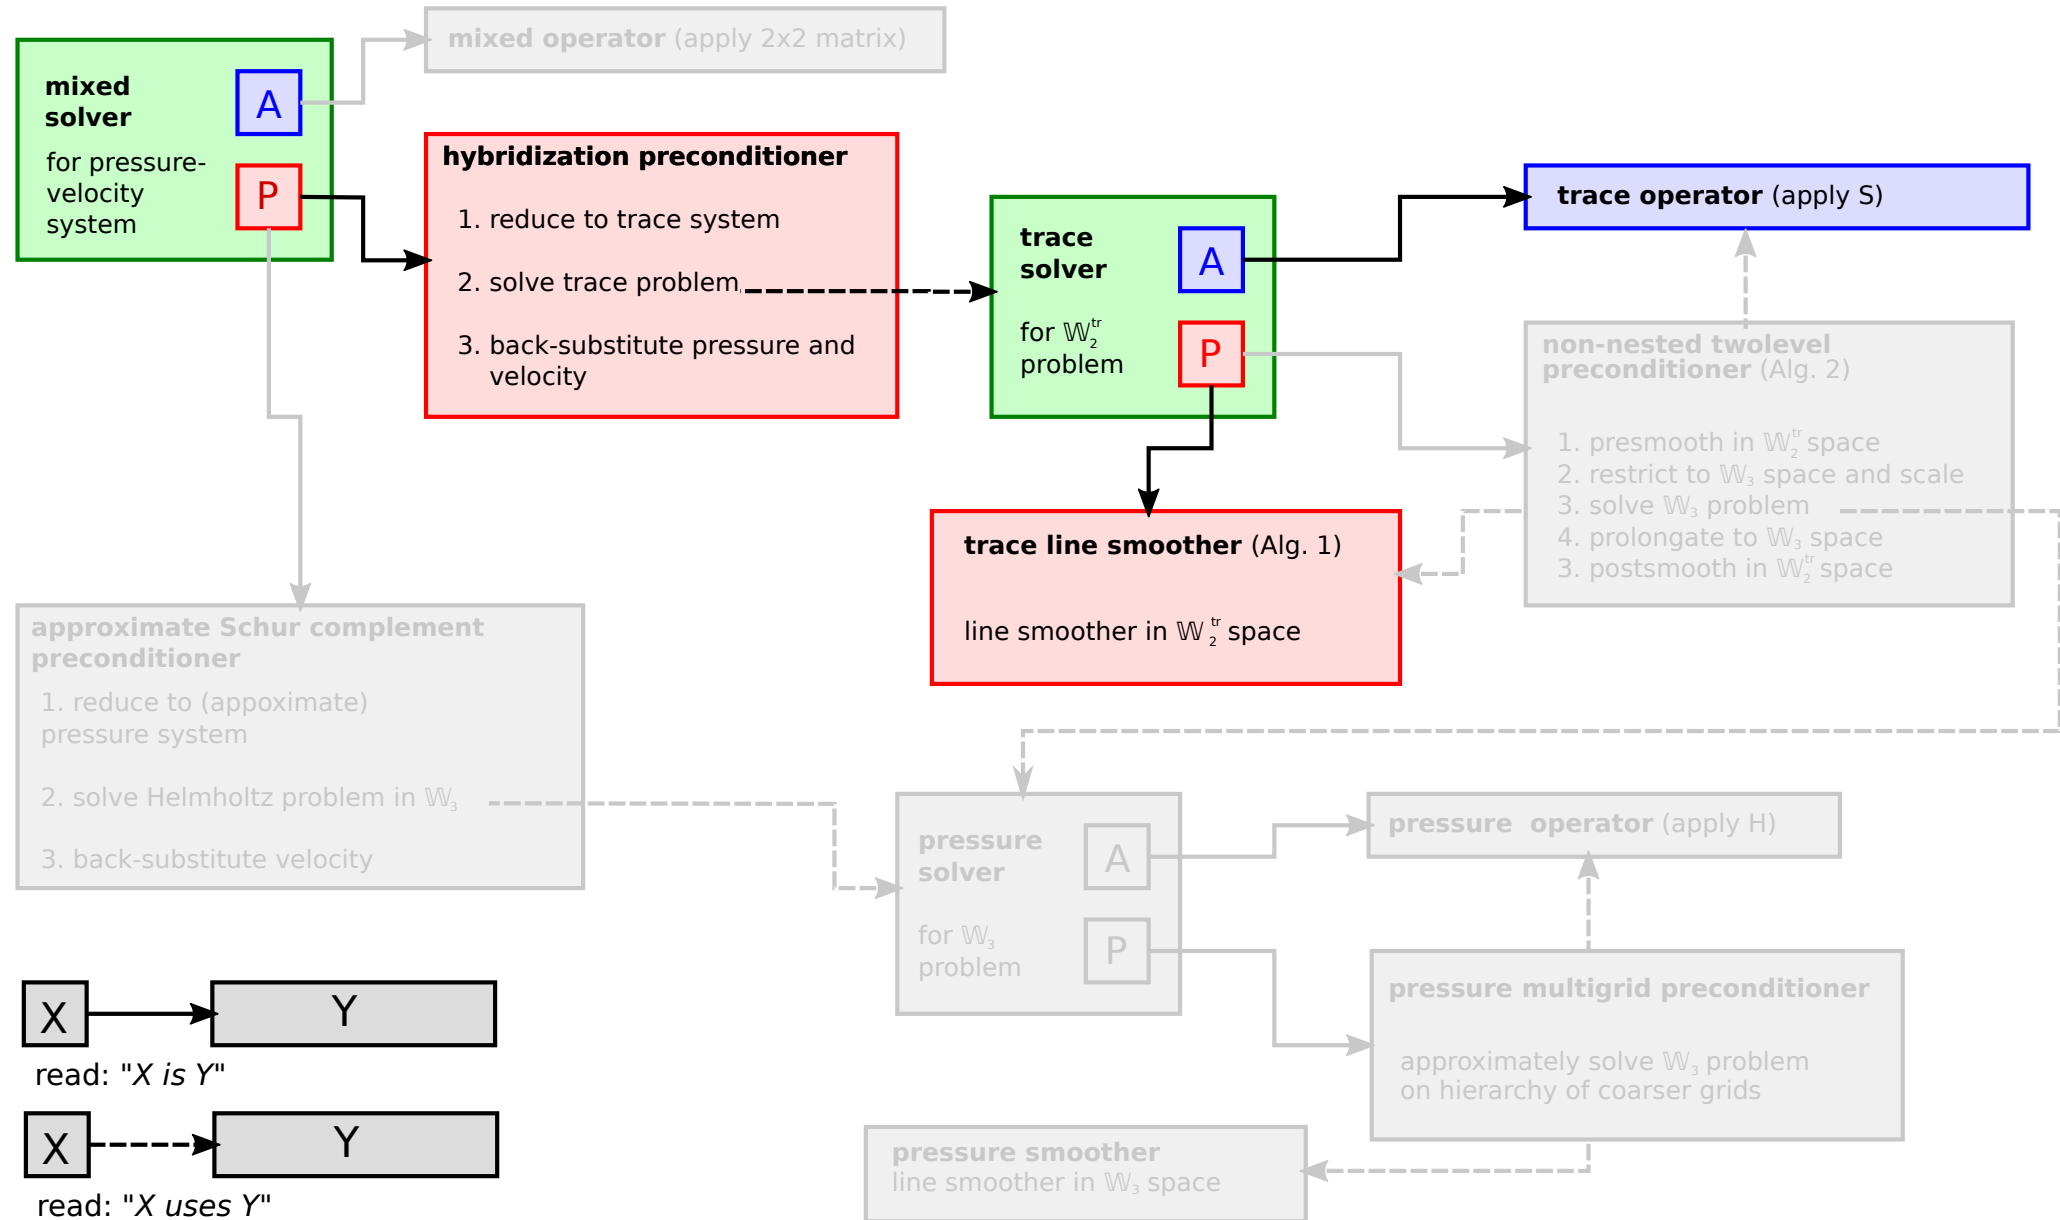 mixed operator (apply 2x2 matrix)
mixed
solver
A
for pressure-
velocity
system
P
hybridization preconditioner
1. reduce to trace system
2. solve trace problem
3. back-substitute pressure and
velocity
trace
solver
A
for 𝕎₂ᵗʳ
problem
P
trace operator (apply S)
non-nested twolevel
preconditioner (Alg. 2)
1. presmooth in 𝕎₂ᵗʳ space
2. restrict to 𝕎₃ space and scale
3. solve 𝕎₃ problem
4. prolongate to 𝕎₃ space
3. postsmooth in 𝕎₂ᵗʳ space
trace line smoother (Alg. 1)
line smoother in 𝕎₂ᵗʳ space
approximate Schur complement
preconditioner
1. reduce to (appoximate)
pressure system
2. solve Helmholtz problem in 𝕎₃
3. back-substitute velocity
pressure
solver
A
for 𝕎₃
problem
P
pressure operator (apply H)
pressure multigrid preconditioner
approximately solve 𝕎₃ problem
on hierarchy of coarser grids
pressure smoother
line smoother in 𝕎₃ space
X Y
read: "X is Y"
X Y
read: "X uses Y"